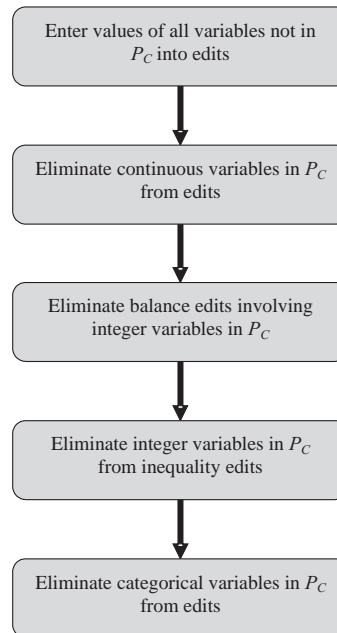 Enter values of all variables not in
P_C into edits
Eliminate continuous variables in P_C
from edits
Eliminate balance edits involving
integer variables in P_C
Eliminate integer variables in P_C
from inequality edits
Eliminate categorical variables in P_C
from edits